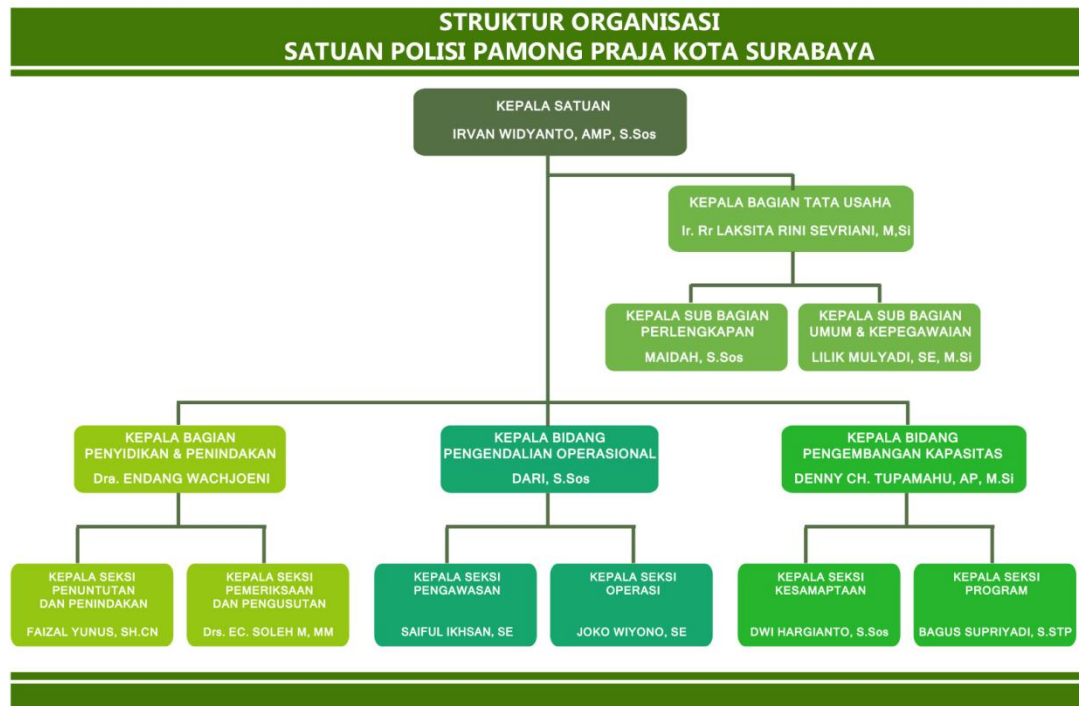 STRUKTUR ORGANISASI
SATUAN POLISI PAMONG PRAJA KOTA SURABAYA
KEPALA SATUAN
IRVAN WIDYANTO, AMP, S.Sos
KEPALA BAGIAN TATA USAHA
Ir. Rr LAKSITA RINI SEVRIANI, M,Si
KEPALA SUB BAGIAN
PERLENGKAPAN
MAIDAH, S.Sos
KEPALA SUB BAGIAN
UMUM & KEPEGAWAIAN
LILIK MULYADI, SE, M.Si
KEPALA BAGIAN
PENYIDIKAN & PENINDAKAN
Dra. ENDANG WACHJOENI
KEPALA BIDANG
PENGENDALIAN OPERASIONAL
DARI, S.Sos
KEPALA BIDANG
PENGEMBANGAN KAPASITAS
DENNY CH. TUPAMAHU, AP, M.Si
KEPALA SEKSI
PENUNTUTAN
DAN PENINDAKAN
FAIZAL YUNUS, SH.CN
KEPALA SEKSI
PEMERIKSAAN
DAN PENGUSUTAN
Drs. EC. SOLEH M, MM
KEPALA SEKSI
PENGAWASAN
SAIFUL IKHSAN, SE
KEPALA SEKSI
OPERASI
JOKO WIYONO, SE
KEPALA SEKSI
KESAMAPTAAN
DWI HARGIANTO, S.Sos
KEPALA SEKSI
PROGRAM
BAGUS SUPRIYADI, S.STP